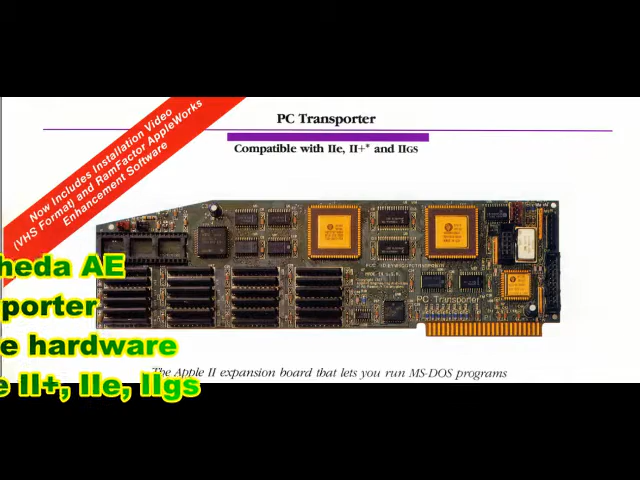 PC Transporter
Compatible with IIe, II+* and IIGS
Now Includes Installation Video
(VHS Format) and RamFactor AppleWorks
Enhancement Software
heda AE
porter
e hardware
e II+, IIe, IIgs
MADE IN U.S.A.
PC Transporter
The Apple II expansion board that lets you run MS-DOS programs